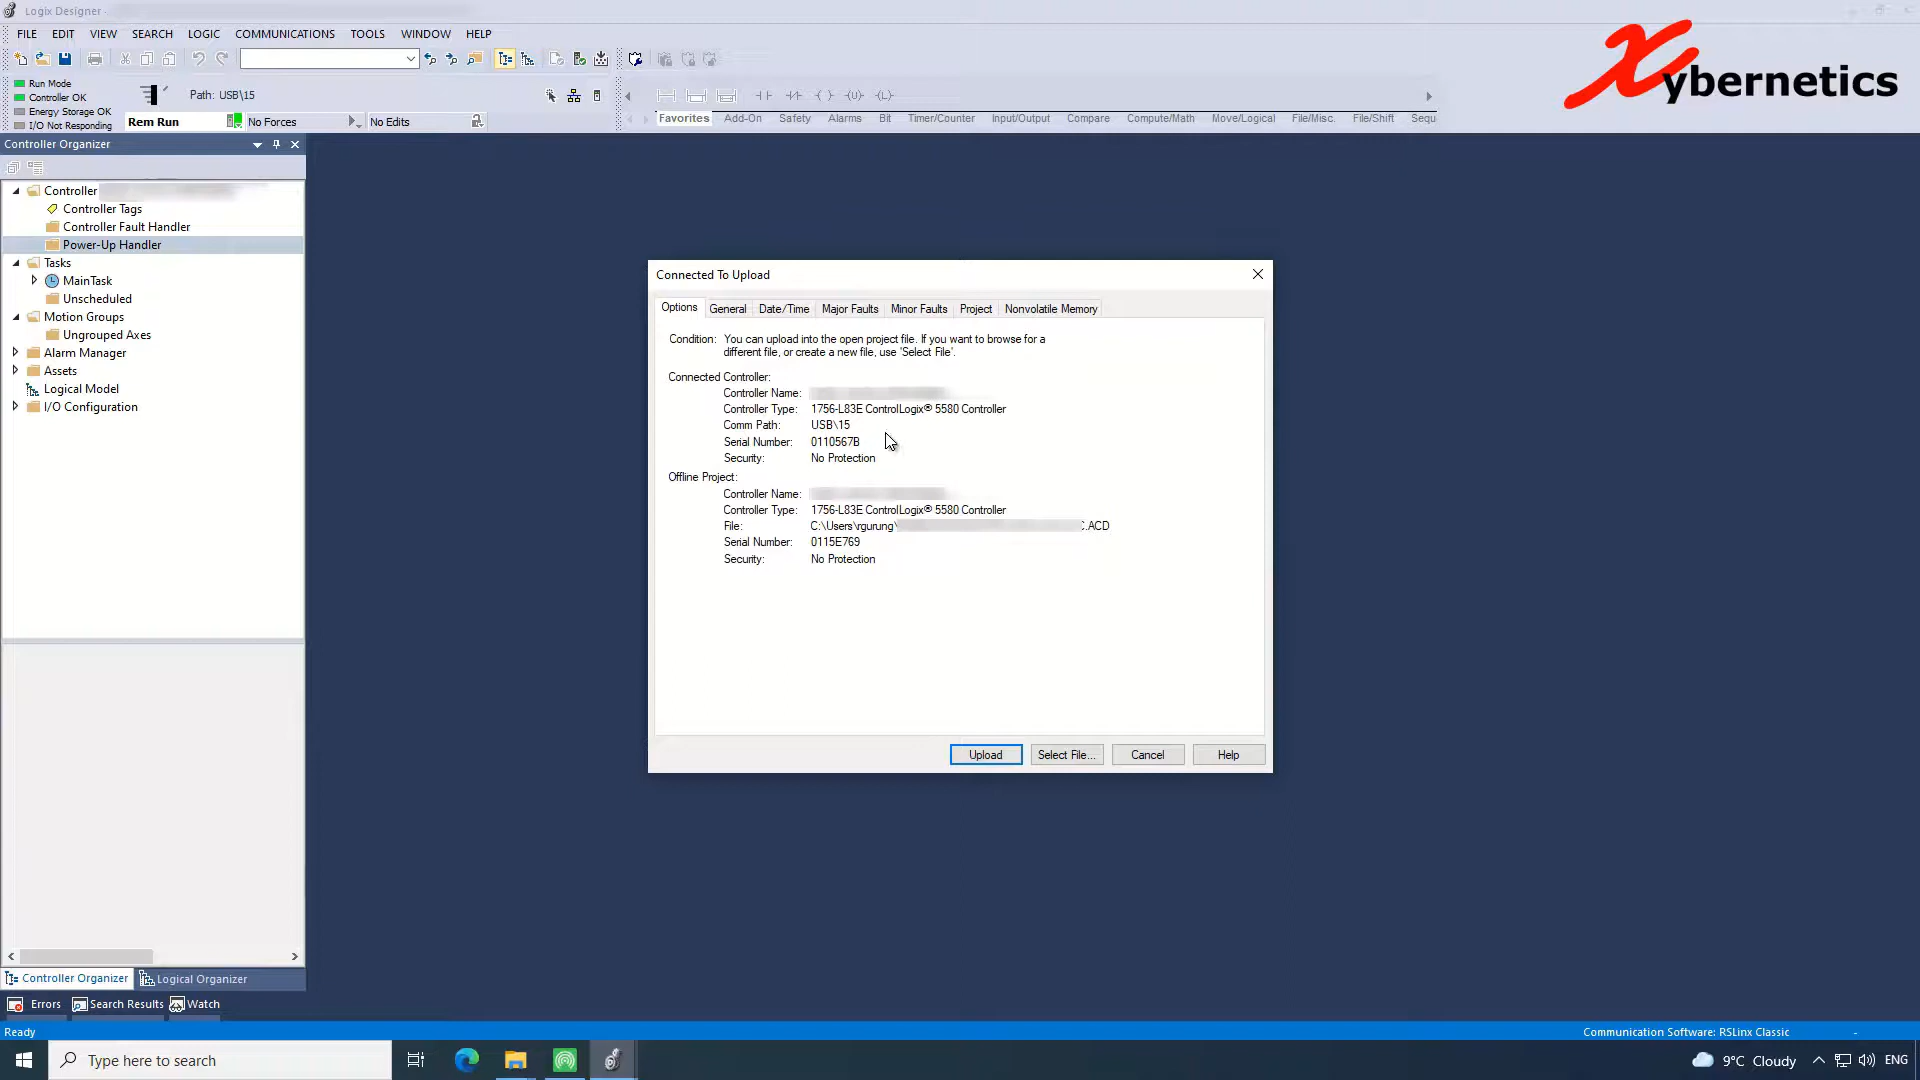 Logix Designer -
FILE EDIT VIEW SEARCH LOGIC COMMUNICATIONS TOOLS WINDOW HELP
Xybernetics
Run Mode
Controller OK
Energy Storage OK
I/O Not Responding
Path: USB\15
Rem Run No Forces No Edits
Favorites Add-On Safety Alarms Bit Timer/Counter Input/Output Compare Compute/Math Move/Logical File/Misc. File/Shift Sequ
Controller Organizer
Controller
Controller Tags
Controller Fault Handler
Power-Up Handler
Tasks
MainTask
Unscheduled
Motion Groups
Ungrouped Axes
Alarm Manager
Assets
Logical Model
I/O Configuration
Connected To Upload
Options General Date/Time Major Faults Minor Faults Project Nonvolatile Memory
Condition: You can upload into the open project file. If you want to browse for a
different file, or create a new file, use 'Select File'.
Connected Controller:
Controller Name:
Controller Type: 1756-L83E ControlLogix® 5580 Controller
Comm Path: USB\15
Serial Number: 0110567B
Security: No Protection
Offline Project:
Controller Name:
Controller Type: 1756-L83E ControlLogix® 5580 Controller
File: C:\Users\rgurung\ C.ACD
Serial Number: 0115E769
Security: No Protection
Upload Select File... Cancel Help
Controller Organizer Logical Organizer
Errors Search Results Watch
Ready
Communication Software: RSLinx Classic -
Type here to search
9°C Cloudy ENG